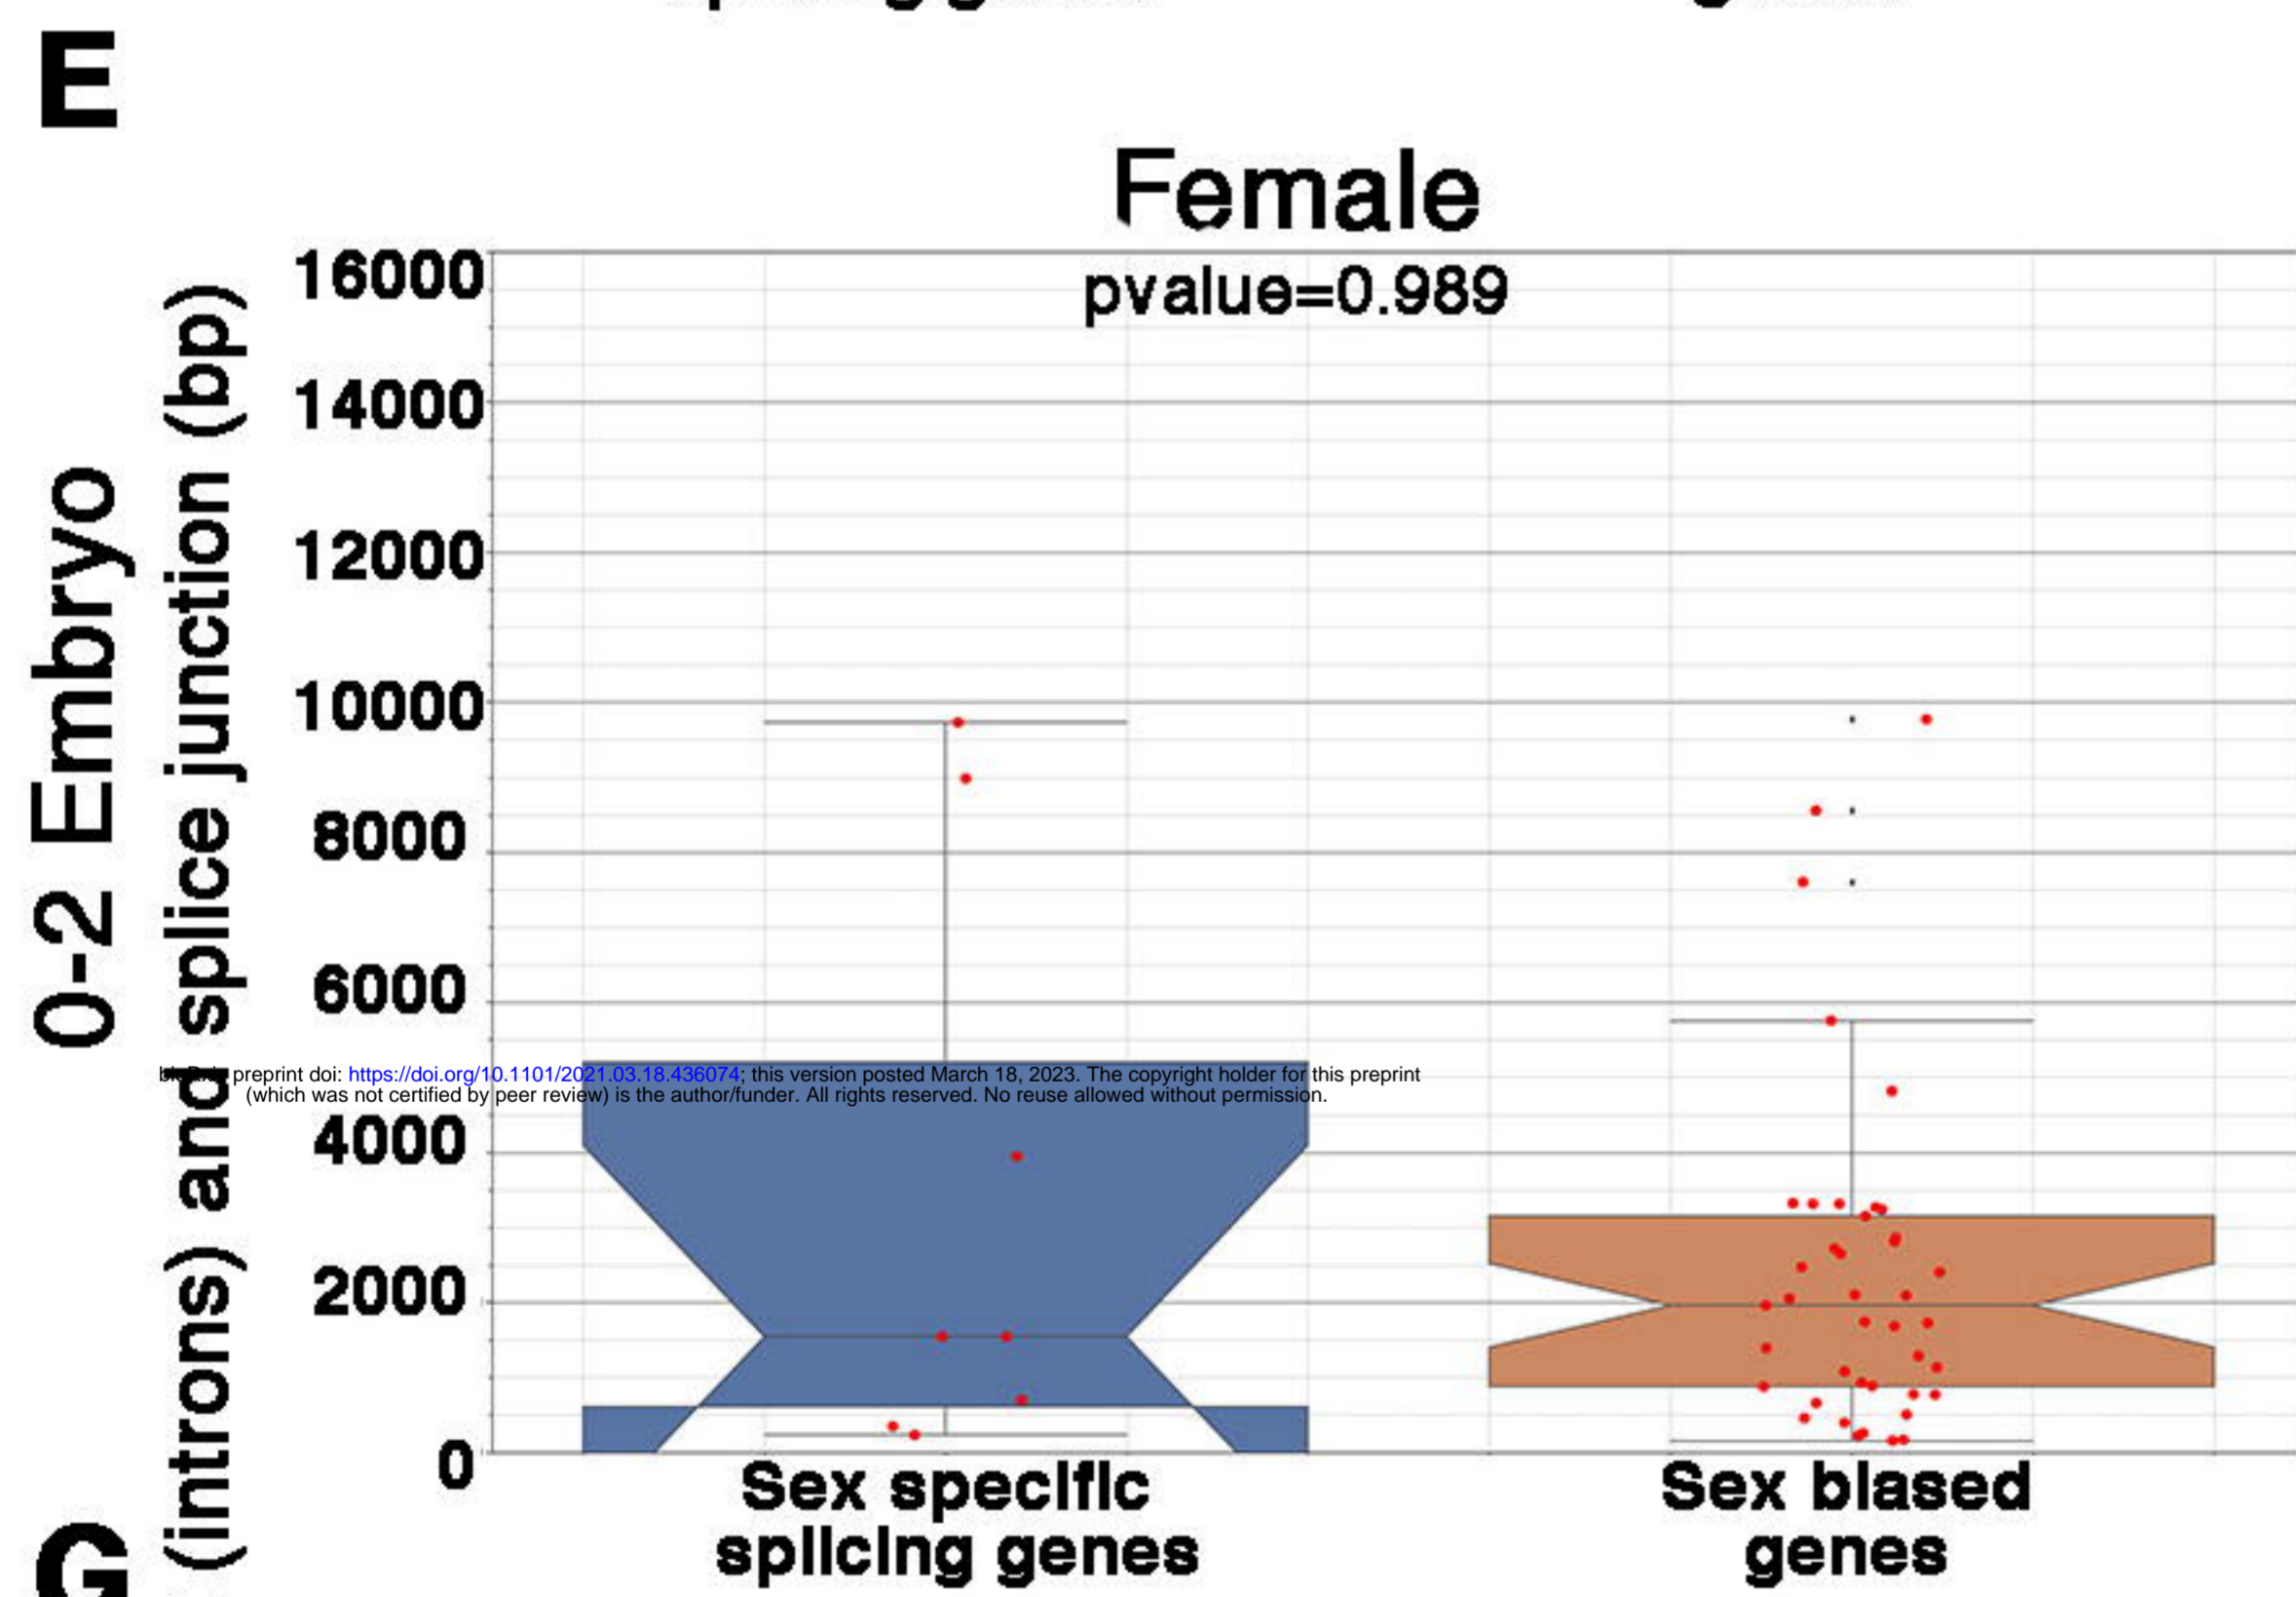 E
Female
pvalue=0.989
16000
14000
12000
10000
8000
6000
4000
2000
0
0-2 Embryo
(introns) and splice junction (bp)
preprint doi: https://doi.org/10.1101/2021.03.18.436074; this version posted March 18, 2023. The copyright holder for this preprint
(which was not certified by peer review) is the author/funder. All rights reserved. No reuse allowed without permission.
Sex specific
splicing genes
Sex biased
genes
G